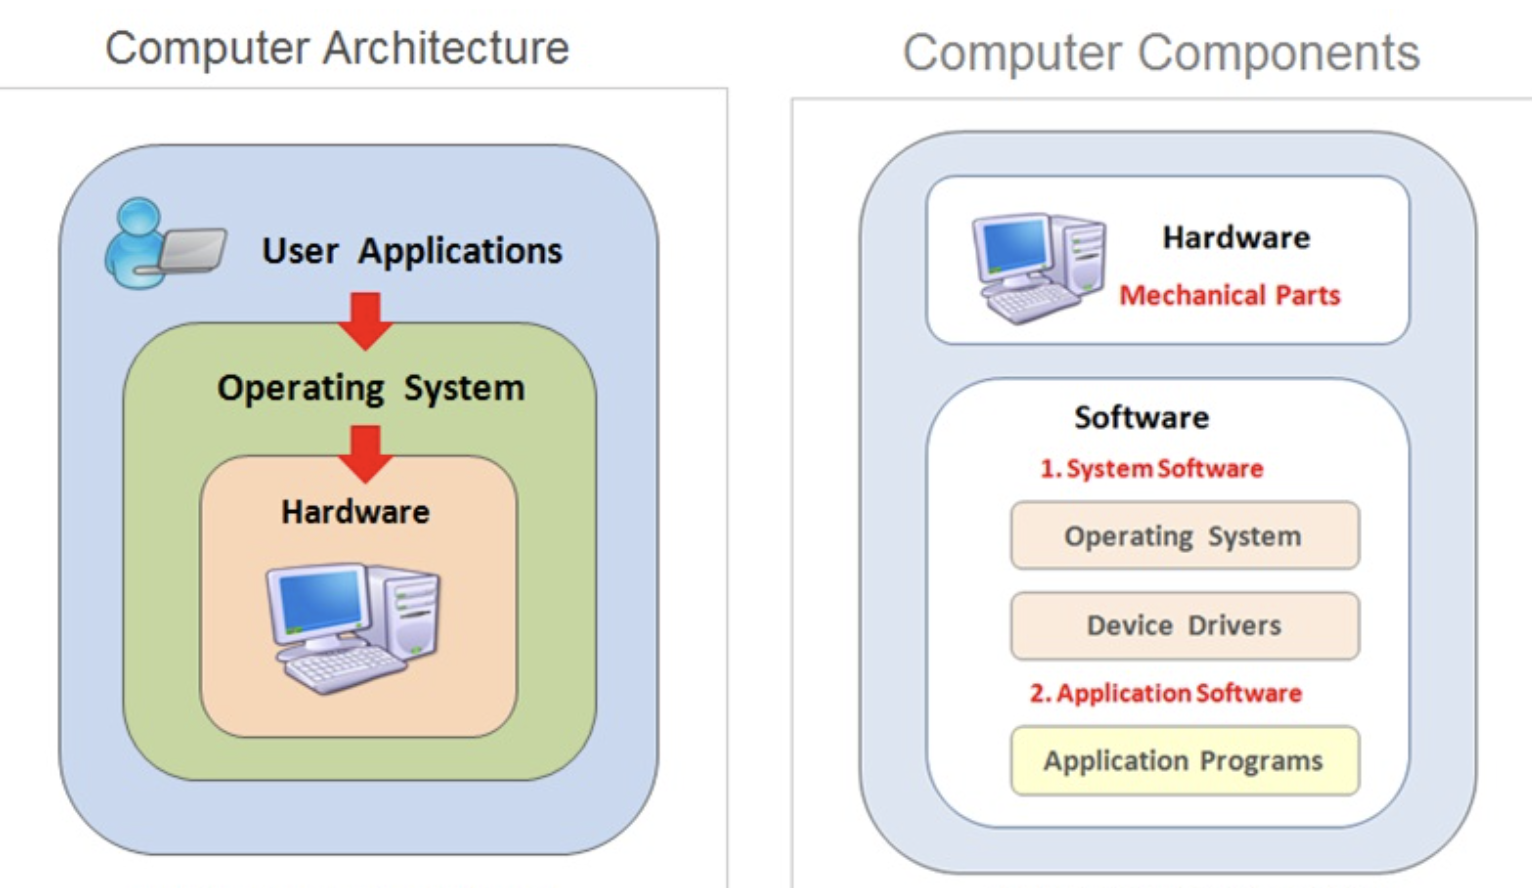 Computer Architecture
User Applications
Operating System
Hardware
Computer Components
Hardware
Mechanical Parts
Software
1. System Software
Operating System
Device Drivers
2. Application Software
Application Programs